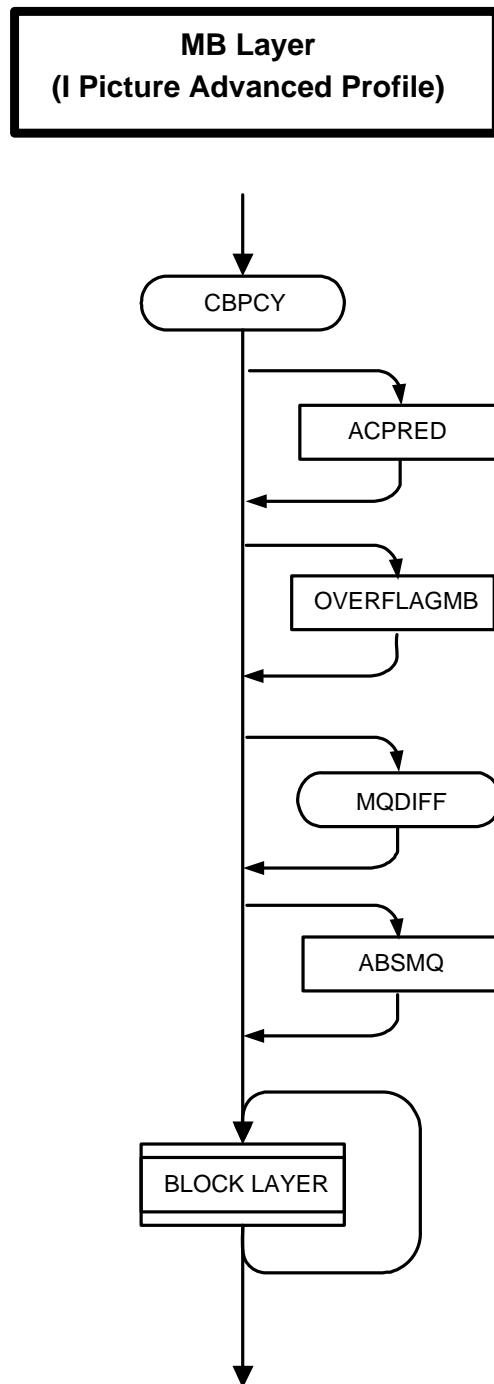 MB Layer
(I Picture Advanced Profile)
CBPCY
ACPRED
OVERFLAGMB
MQDIFF
ABSMQ
BLOCK LAYER